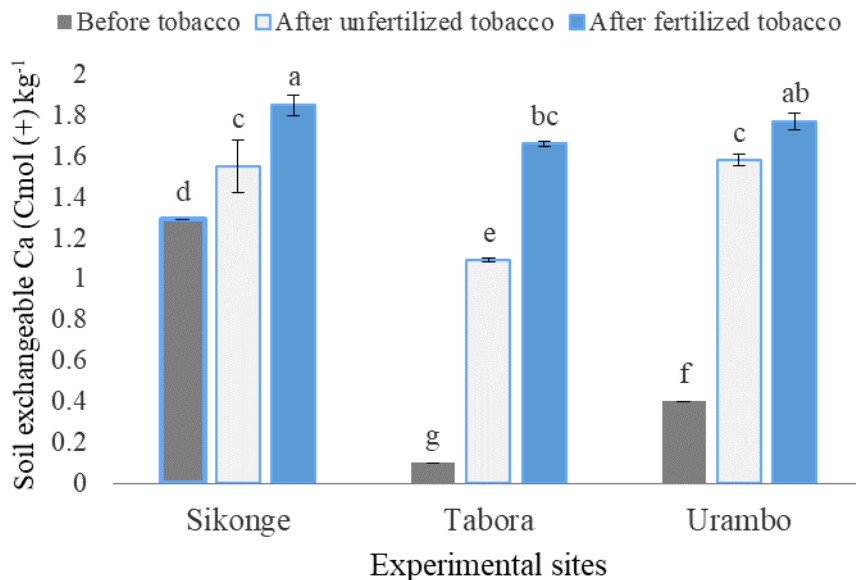 Before tobacco After unfertilized tobacco After fertilized tobacco
Soil exchangeable Ca (Cmol (+) kg⁻¹
2
1.8
1.6
1.4
1.2
1
0.8
0.6
0.4
0.2
0
d
c
a
g
e
bc
f
c
ab
Sikonge Tabora Urambo
Experimental sites